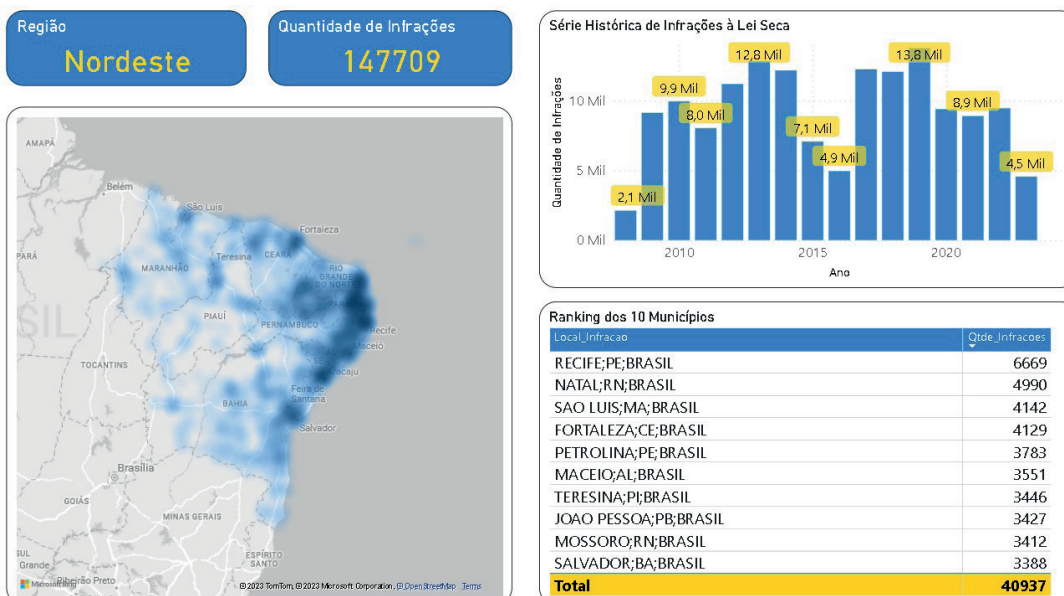 Região
Nordeste
Quantidade de Infrações
147709
AMAPÁ
Belém
São Luis
Fortaleza
PARÁ
MARANHÃO
Teresina
CEARÁ
RIO
GRANDE
DO NORTE
PIAUÍ
PERNAMBUCO
Recife
Maceió
SIL
TOCANTINS
Feira de
Santana
BAHIA
Salvador
Brasília
GOIÁS
MINAS GERAIS
ESPÍRITO
SANTO
SUL
Grande
Ribeirão Preto
Microsoft Bing
© 2023 TomTom, © 2023 Microsoft Corporation, © OpenStreetMap Terms
Série Histórica de Infrações à Lei Seca
Quantidade de Infrações
10 Mil
5 Mil
0 Mil
2,1 Mil
9,9 Mil
8,0 Mil
12,8 Mil
7,1 Mil
4,9 Mil
13,8 Mil
8,9 Mil
4,5 Mil
2010
2015
2020
Ano
Ranking dos 10 Municípios
Local_Infracao Qtde_Infracoes
RECIFE;PE;BRASIL 6669
NATAL;RN;BRASIL 4990
SAO LUIS;MA;BRASIL 4142
FORTALEZA;CE;BRASIL 4129
PETROLINA;PE;BRASIL 3783
MACEIO;AL;BRASIL 3551
TERESINA;PI;BRASIL 3446
JOAO PESSOA;PB;BRASIL 3427
MOSSORO;RN;BRASIL 3412
SALVADOR;BA;BRASIL 3388
Total 40937